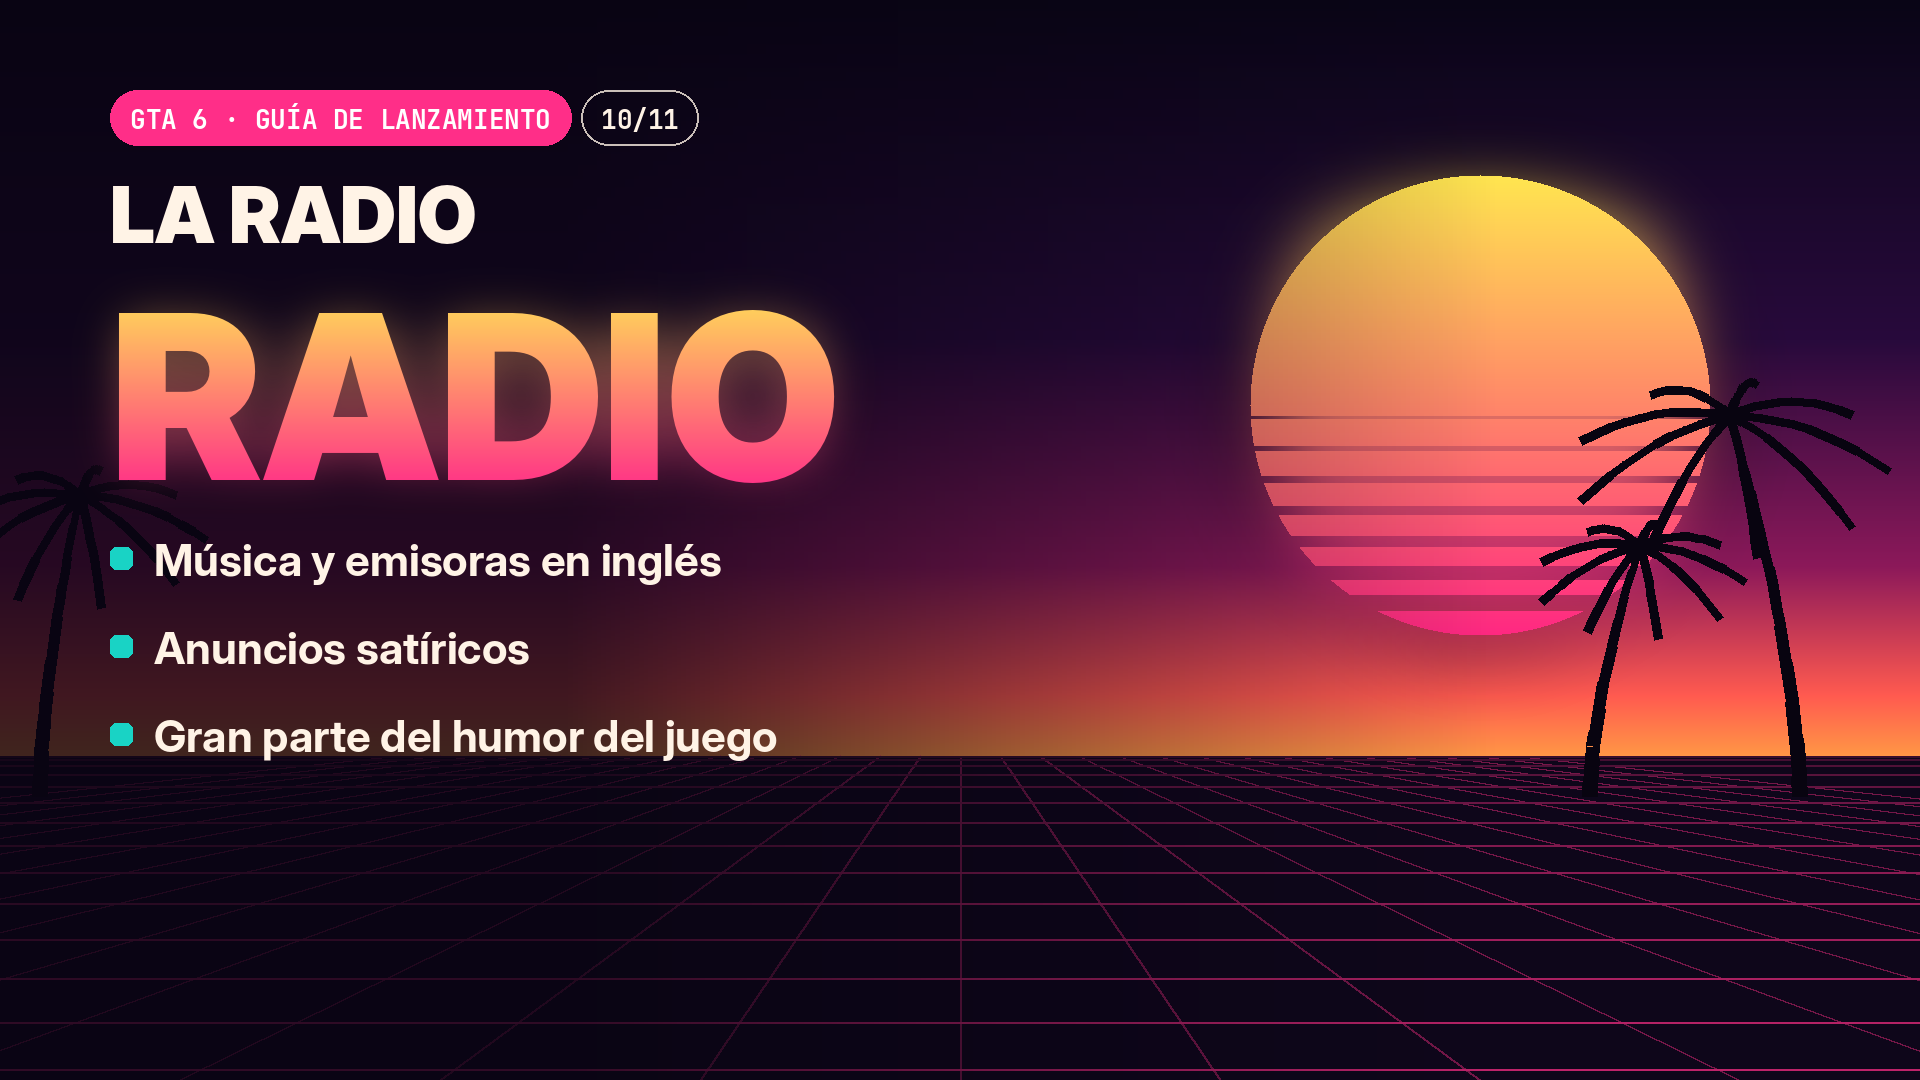 GTA 6 · GUÍA DE LANZAMIENTO
10/11
LA RADIO
RADIO
Música y emisoras en inglés
Anuncios satíricos
Gran parte del humor del juego